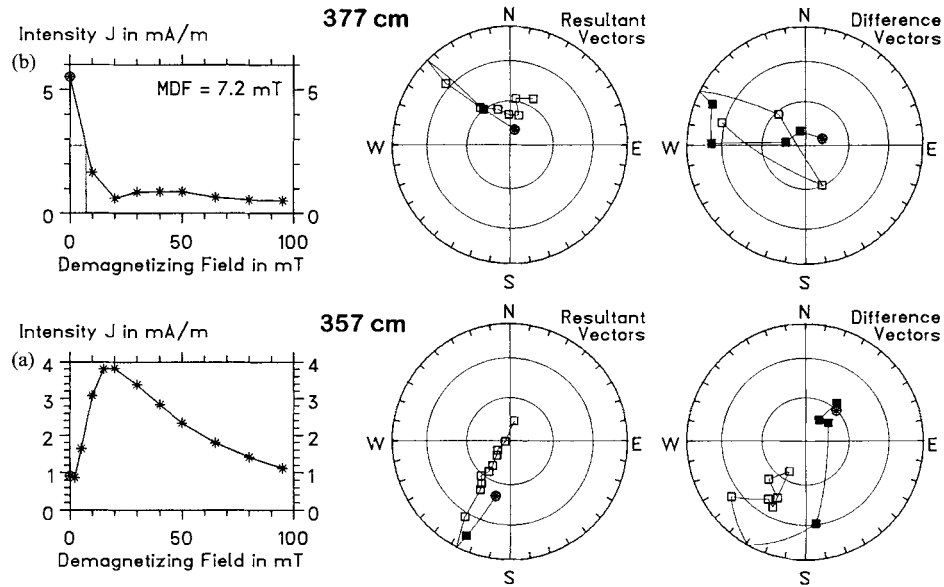 377 cm
Intensity J in mA/m
(b)
5
0
MDF = 7.2 mT
5
0
0
50
100
Demagnetizing Field in mT
N
Resultant
Vectors
W
E
S
N
Difference
Vectors
W
E
S
357 cm
Intensity J in mA/m
(a)
4
3
2
1
0
4
3
2
1
0
0
50
100
Demagnetizing Field in mT
N
Resultant
Vectors
W
E
S
N
Difference
Vectors
W
E
S